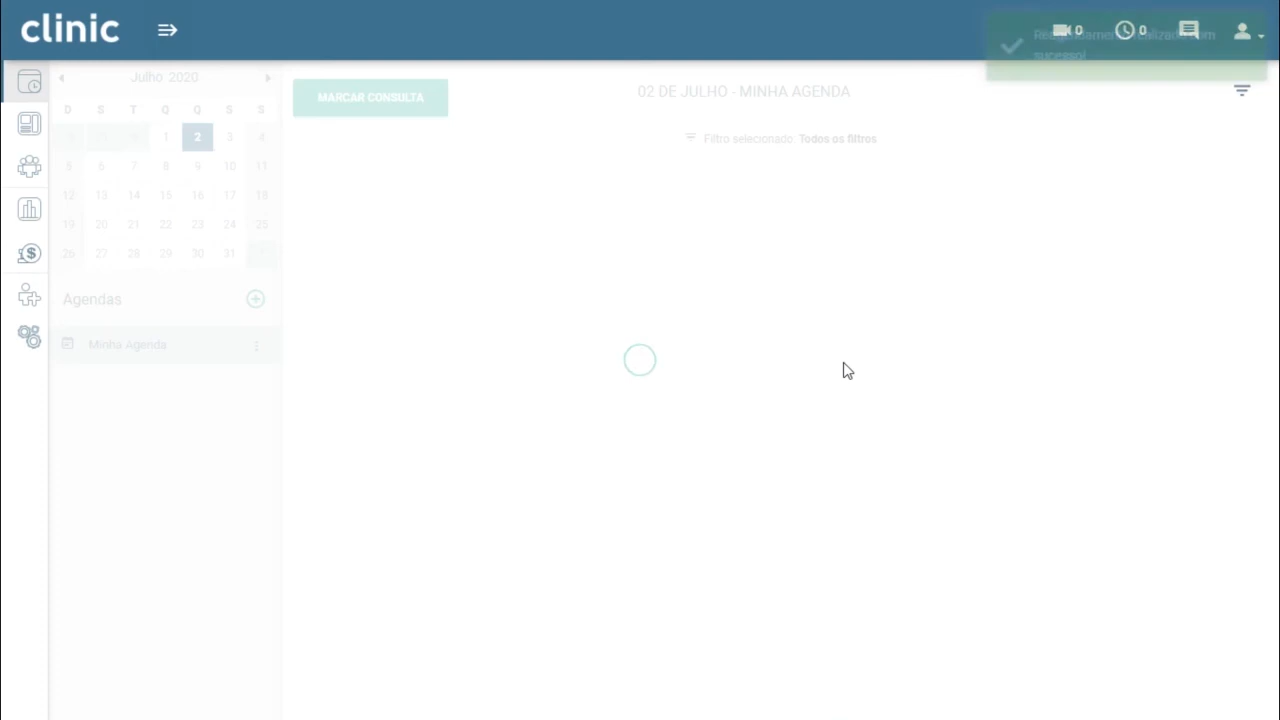 clinic
0
0
sucesso!
Julho 2020
MARCAR CONSULTA
02 DE JULHO - MINHA AGENDA
Filtro selecionado: Todos os filtros
D S T Q Q S S
1 2 3 4
5 6 7 8 9 10 11
12 13 14 15 16 17 18
19 20 21 22 23 24 25
26 27 28 29 30 31
Agendas
Minha Agenda